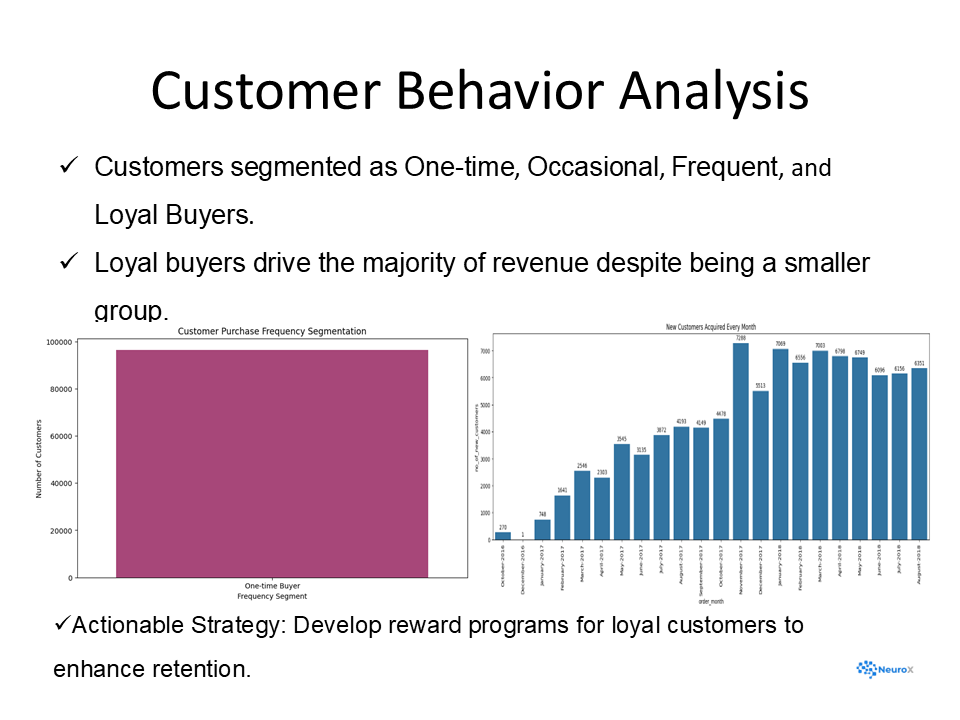 Customer Behavior Analysis
✓ Customers segmented as One-time, Occasional, Frequent, and
Loyal Buyers.
✓ Loyal buyers drive the majority of revenue despite being a smaller
group.
Customer Purchase Frequency Segmentation
100000
80000
60000
40000
20000
0
Number of Customers
One-time Buyer
Frequency Segment
New Customers Acquired Every Month
7000
6000
5000
4000
3000
2000
1000
0
no_of_new_customers
270
1
748
1641
2546
2303
3545
3135
3872
4193
4149
4478
7288
5513
7069
6556
7003
6798
6749
6096
6156
6351
October-2016
December-2016
January-2017
February-2017
March-2017
April-2017
May-2017
June-2017
July-2017
August-2017
September-2017
October-2017
November-2017
December-2017
January-2018
February-2018
March-2018
April-2018
May-2018
June-2018
July-2018
August-2018
order_month
✓Actionable Strategy: Develop reward programs for loyal customers to
enhance retention.
NeuroX